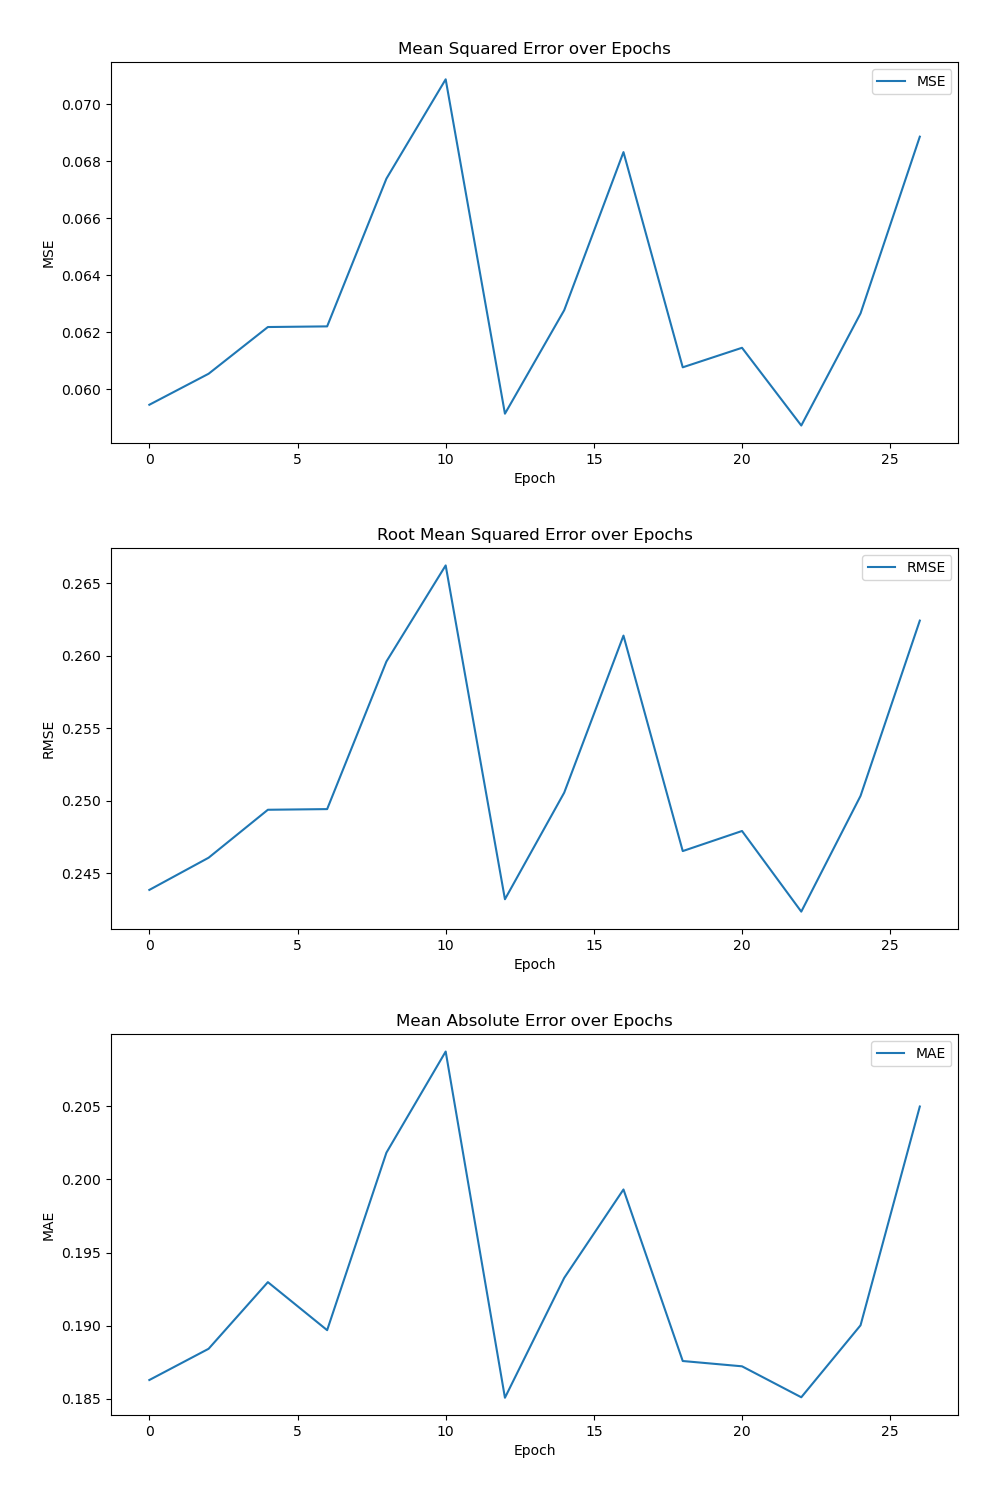 Mean Squared Error over Epochs
MSE
0.070
0.068
0.066
0.064
0.062
0.060
MSE
0 5 10 15 20 25
Epoch
Root Mean Squared Error over Epochs
RMSE
0.265
0.260
0.255
0.250
0.245
RMSE
0 5 10 15 20 25
Epoch
Mean Absolute Error over Epochs
MAE
0.205
0.200
0.195
0.190
0.185
MAE
0 5 10 15 20 25
Epoch